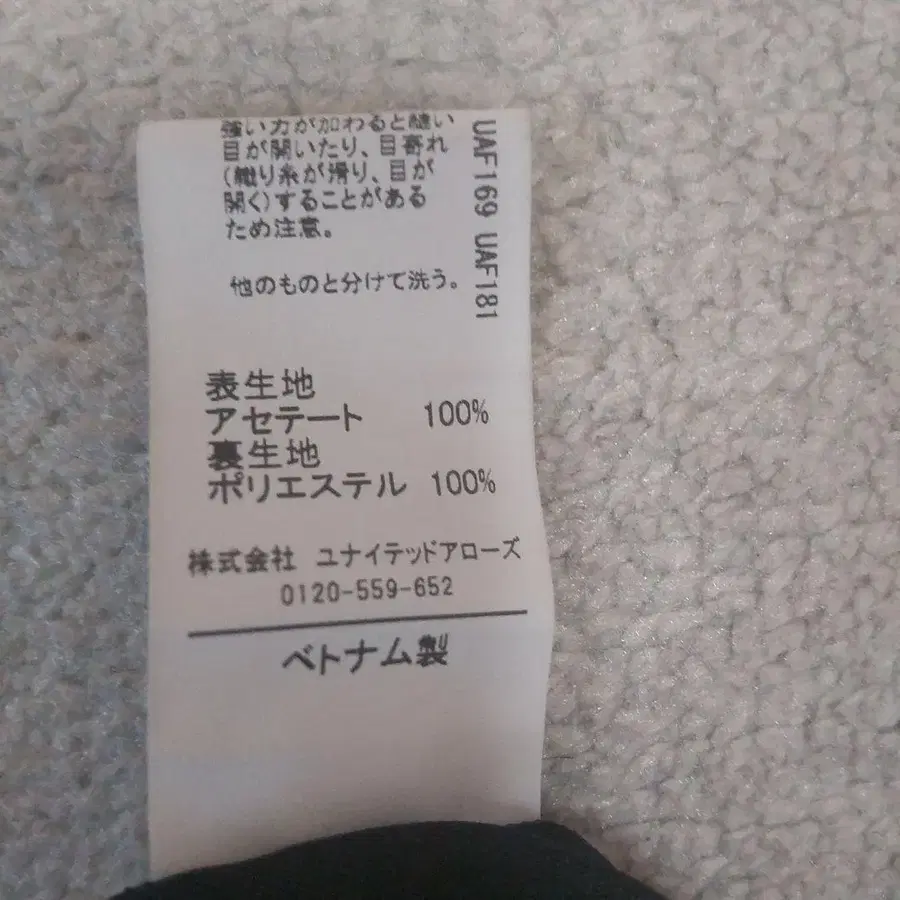 強い力が加わると縫い
目が開いたり、目寄れ
(織り糸が滑り、目が
開く)することがある
ため注意。
他のものと分けて洗う。
UAF169 UAF181
表生地
アセテート 100%
裏生地
ポリエステル 100%
株式会社 ユナイテッドアローズ
0120-559-652
ベトナム製